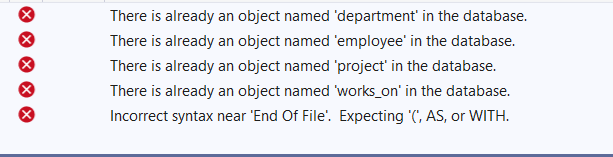 There is already an object named 'department' in the database.
There is already an object named 'employee' in the database.
There is already an object named 'project' in the database.
There is already an object named 'works_on' in the database.
Incorrect syntax near 'End Of File'.  Expecting '(', AS, or WITH.